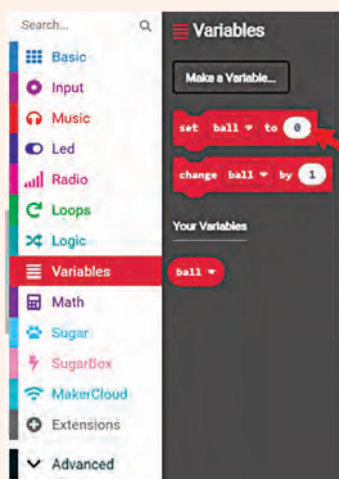 Search...
Basic
Input
Music
Led
Radio
Loops
Logic
Variables
Math
Sugar
SugarBox
MakerCloud
Extensions
Advanced
Variables
Make a Variable...
set ball to 0
change ball by 1
Your Variables
ball